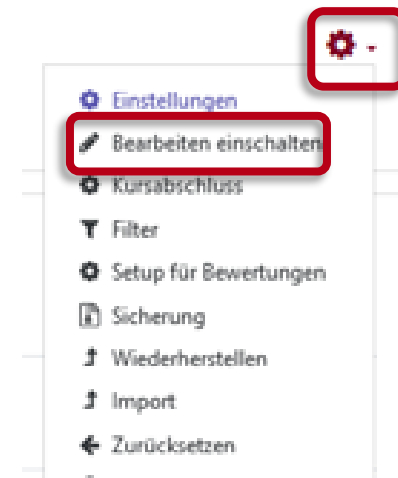 Einstellungen
Bearbeiten einschalten
Kursabschluss
Filter
Setup für Bewertungen
Sicherung
Wiederherstellen
Import
Zurücksetzen